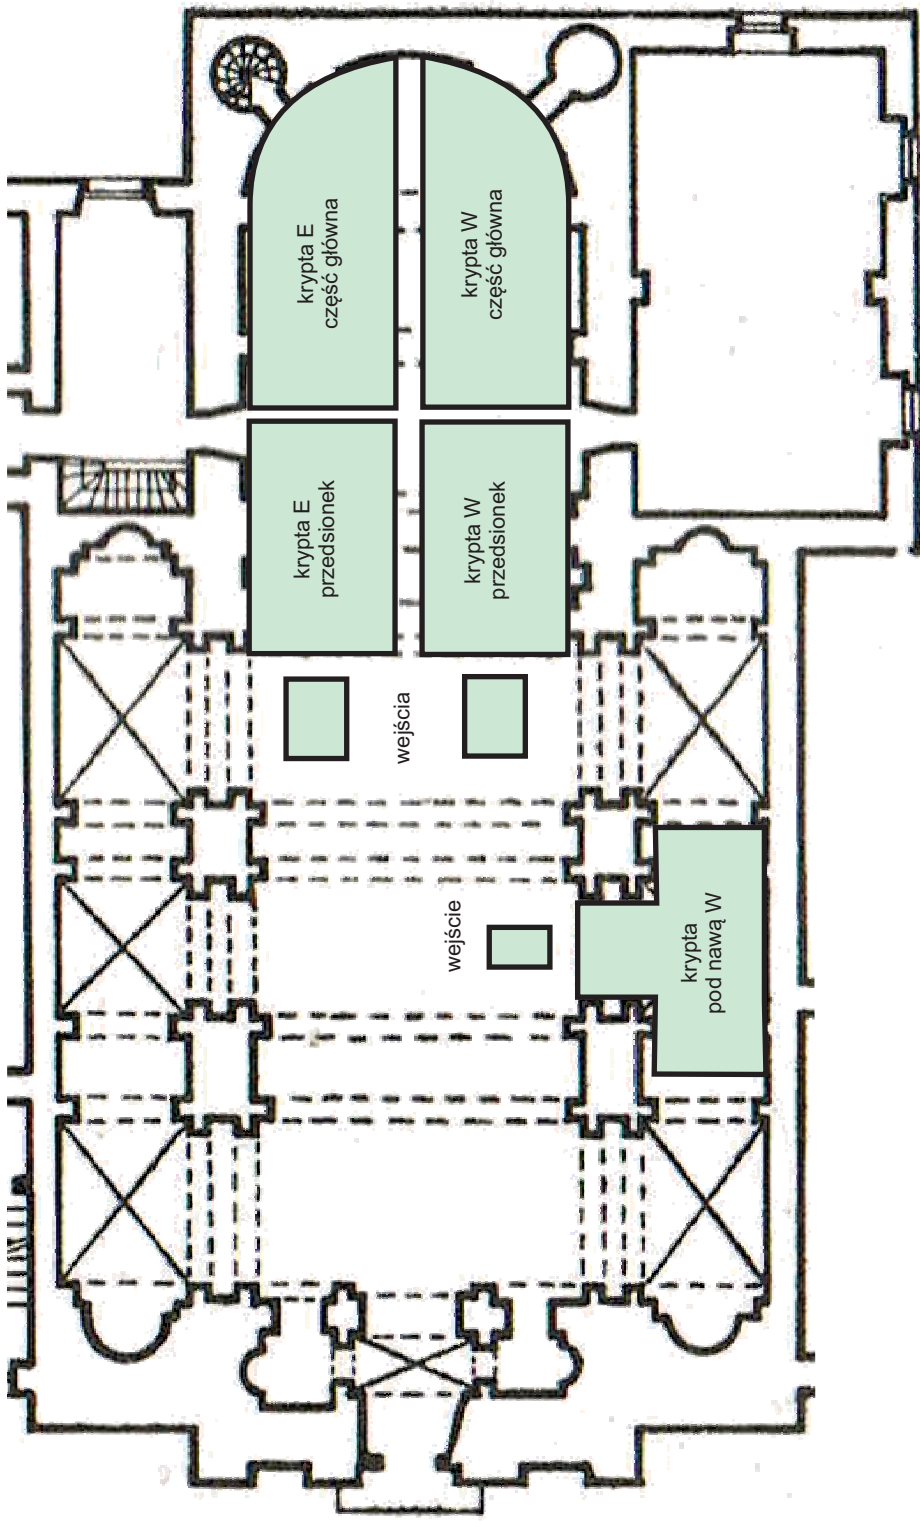 krypta E
część główna
krypta W
część główna
krypta E
przedsionek
krypta W
przedsionek
wejścia
wejście
krypta
pod nawą W